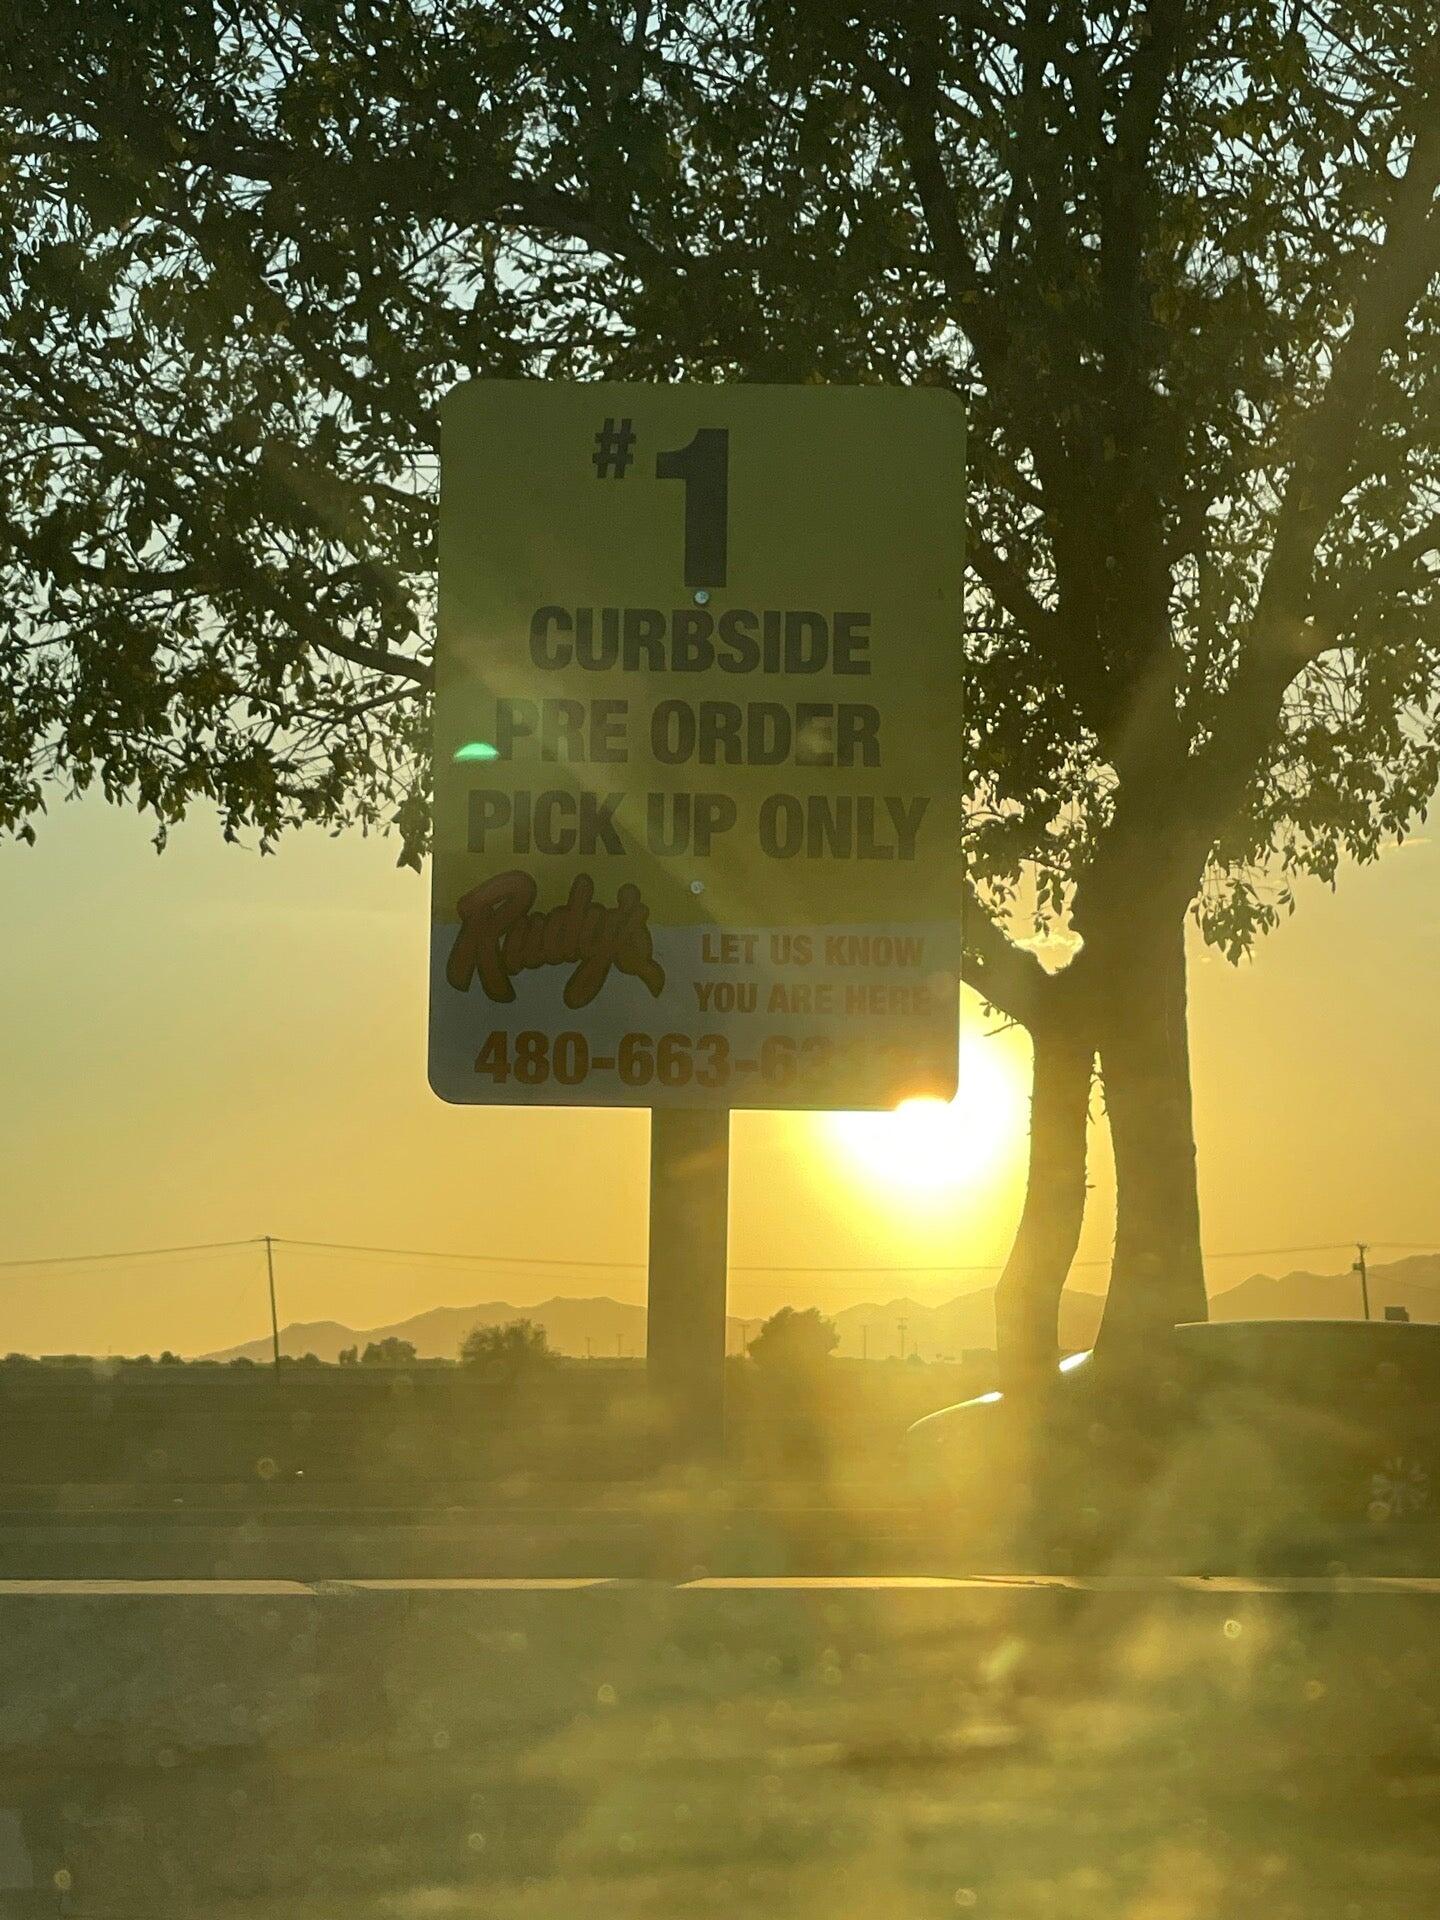 #1
CURBSIDE
PRE ORDER
PICK UP ONLY
Rudy's
LET US KNOW
YOU ARE HERE